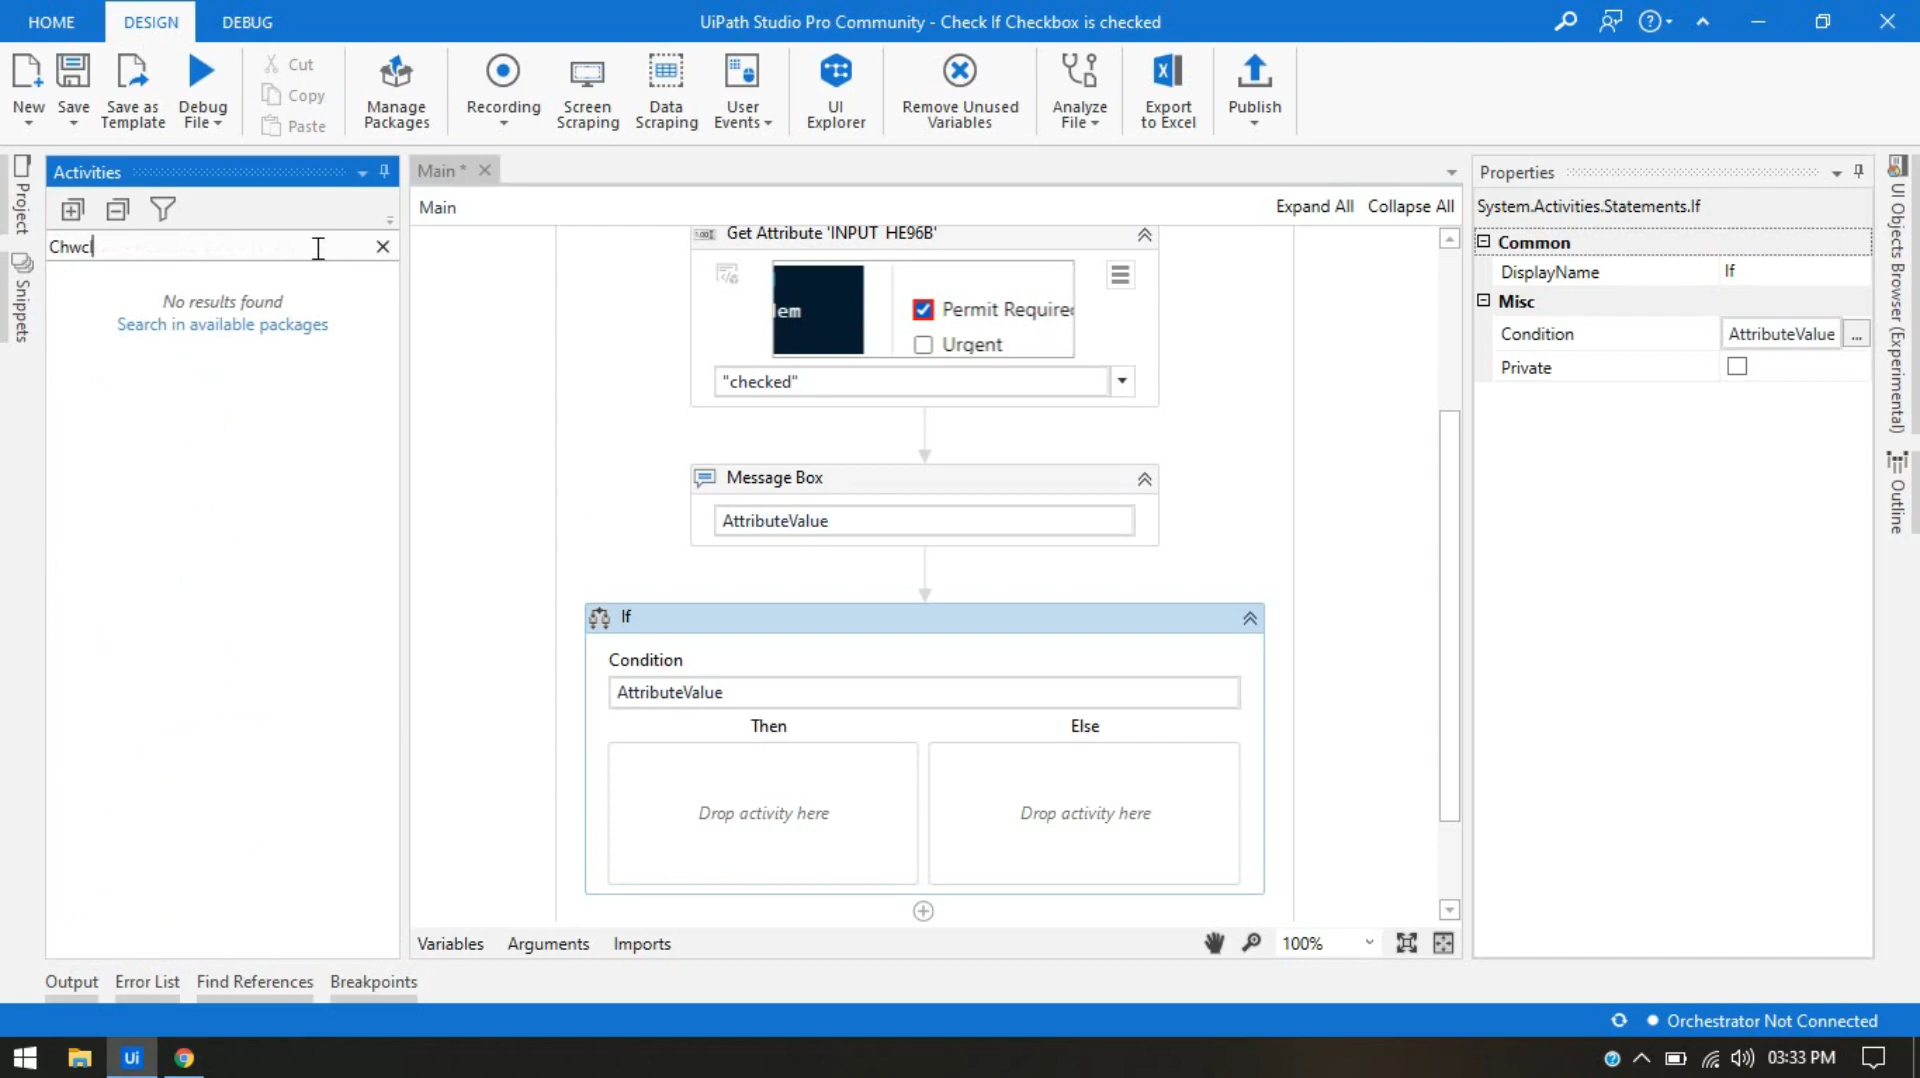 HOME
DESIGN
DEBUG
UiPath Studio Pro Community - Check If Checkbox is checked
New
Save
Save as
Template
Debug
File
Cut
Copy
Paste
Manage
Packages
Recording
Screen
Scraping
Data
Scraping
User
Events
UI
Explorer
Remove Unused
Variables
Analyze
File
Export
to Excel
Publish
Project
Snippets
Activities
Chwcl
No results found
Search in available packages
Main *
Main
Expand All
Collapse All
Get Attribute 'INPUT HE96B'
lem
Permit Required
Urgent
"checked"
Message Box
AttributeValue
If
Condition
AttributeValue
Then
Else
Drop activity here
Drop activity here
Variables
Arguments
Imports
100%
Properties
System.Activities.Statements.If
Common
DisplayName
If
Misc
Condition
AttributeValue
...
Private
UI Objects Browser (Experimental)
Outline
Output
Error List
Find References
Breakpoints
Orchestrator Not Connected
Ui
03:33 PM